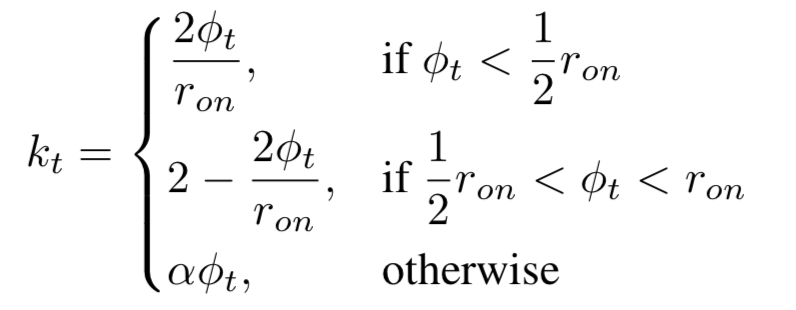 k_t = { 2ϕ_t / r_on, if ϕ_t < 1/2 r_on
2 − 2ϕ_t / r_on, if 1/2 r_on < ϕ_t < r_on
αϕ_t, otherwise